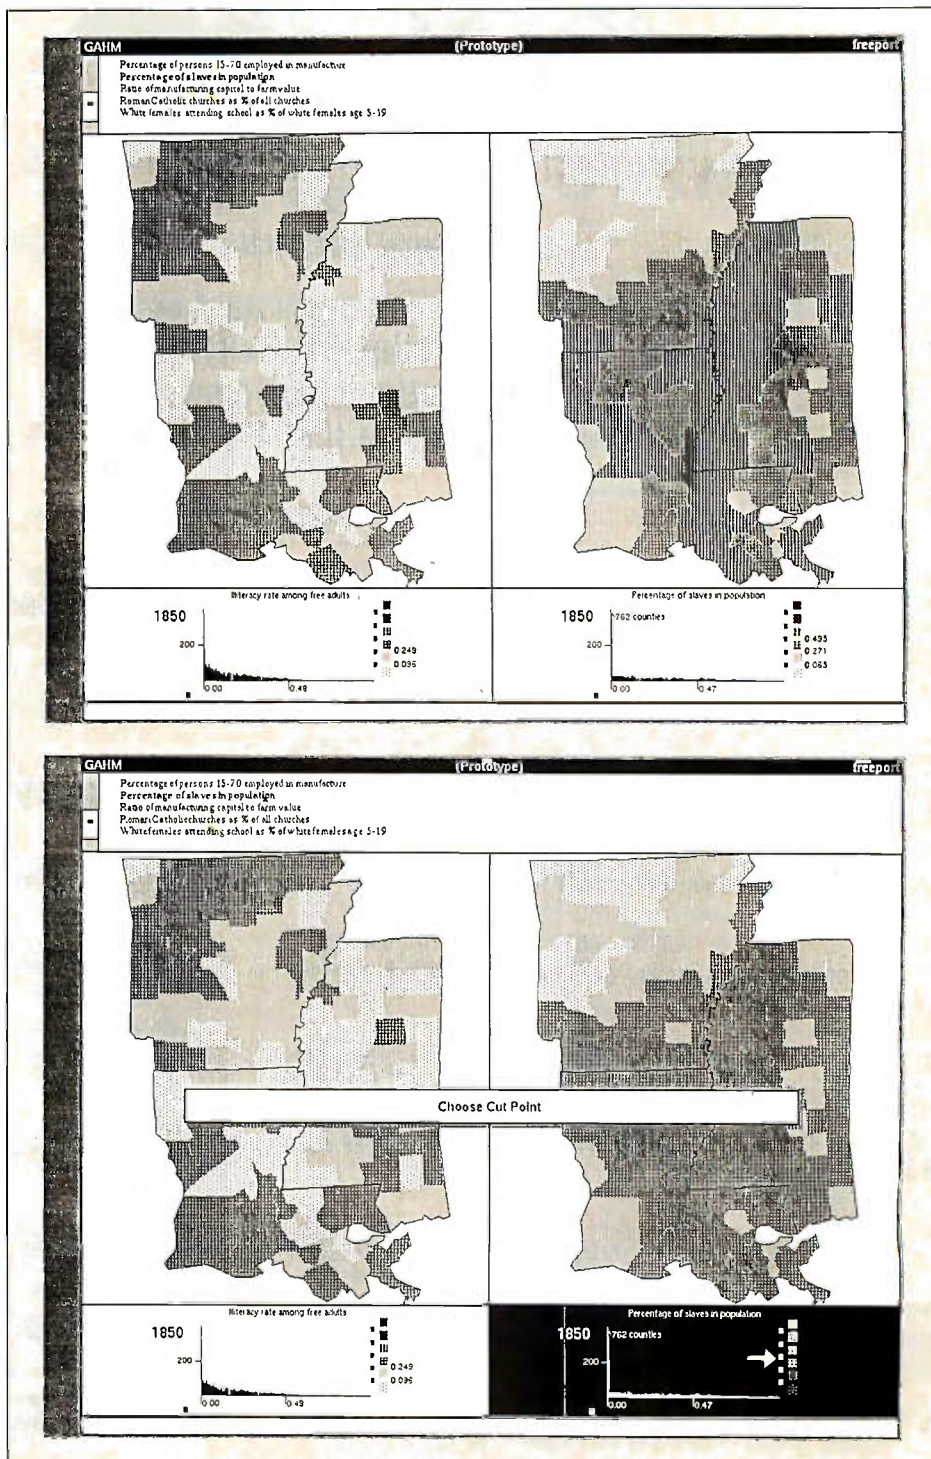 GAHM (Prototype) freeport
Percentage of persons 15-70 employed in manufacture
Percentage of slaves in population
Ratio of manufacturing capital to farm value
Roman Catholic churches as % of all churches
White females attending school as % of white females age 5-19
Illiteracy rate among free adults
1850
200
0.249
0.096
0.00
0.49
Percentage of slaves in population
1850
762 counties
200
0.495
0.271
0.063
0.00
0.47
GAHM (Prototype) freeport
Percentage of persons 15-70 employed in manufacture
Percentage of slaves in population
Ratio of manufacturing capital to farm value
Roman Catholic churches as % of all churches
White females attending school as % of white females age 5-19
Choose Cut Point
Illiteracy rate among free adults
1850
200
0.249
0.096
0.00
0.49
Percentage of slaves in population
1850
762 counties
200
0.00
0.47